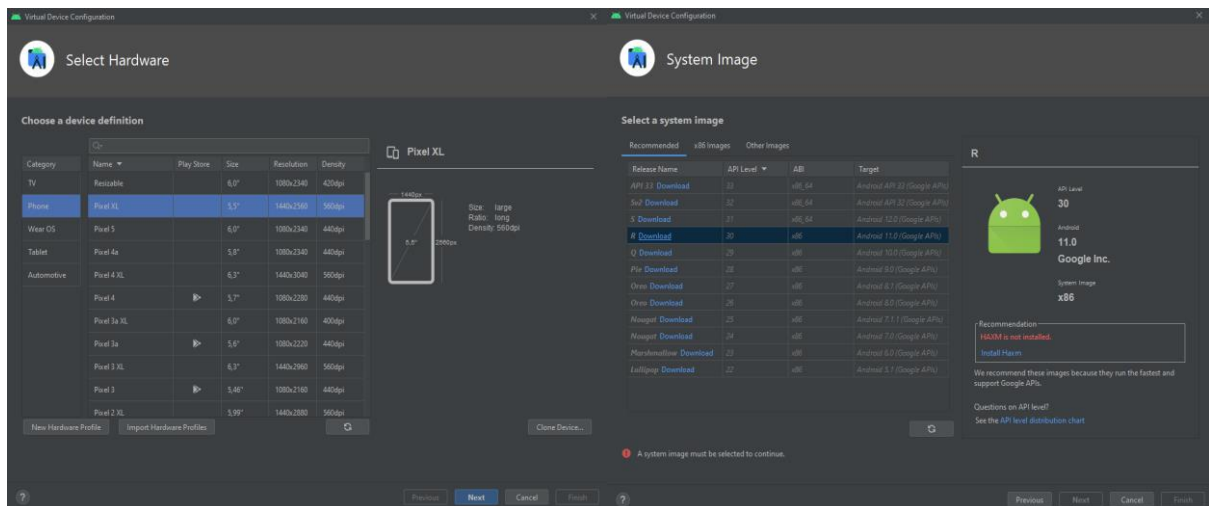 Virtual Device Configuration
Select Hardware
Choose a device definition
Category Name Play Store Size Resolution Density
TV Resizable 6,0" 1080x2340 420dpi
Phone Pixel XL 5,5" 1440x2560 560dpi
Wear OS Pixel 5 6,0" 1080x2340 440dpi
Tablet Pixel 4a 5,8" 1080x2340 440dpi
Automotive Pixel 4 XL 6,3" 1440x3040 560dpi
Pixel 4 5,7" 1080x2280 440dpi
Pixel 3a XL 6,0" 1080x2160 400dpi
Pixel 3a 5,6" 1080x2220 440dpi
Pixel 3 XL 6,3" 1440x2960 560dpi
Pixel 3 5,46" 1080x2160 440dpi
Pixel 2 XL 5,99" 1440x2880 560dpi
New Hardware Profile Import Hardware Profiles
Pixel XL
1440px
5,5" 2560px
Size: large
Ratio: long
Density: 560dpi
Clone Device...
? Previous Next Cancel Finish
Virtual Device Configuration
System Image
Select a system image
Recommended x86 Images Other Images
Release Name API Level ABI Target
API 33 Download 33 x86_64 Android API 33 (Google APIs)
Sv2 Download 32 x86_64 Android API 32 (Google APIs)
S Download 31 x86_64 Android 12.0 (Google APIs)
R Download 30 x86 Android 11.0 (Google APIs)
Q Download 29 x86 Android 10.0 (Google APIs)
Pie Download 28 x86 Android 9.0 (Google APIs)
Oreo Download 27 x86 Android 8.1 (Google APIs)
Oreo Download 26 x86 Android 8.0 (Google APIs)
Nougat Download 25 x86 Android 7.1.1 (Google APIs)
Nougat Download 24 x86 Android 7.0 (Google APIs)
Marshmallow Download 23 x86 Android 6.0 (Google APIs)
Lollipop Download 22 x86 Android 5.1 (Google APIs)
R
API Level
30
Android
11.0
Google Inc.
System Image
x86
Recommendation
HAXM is not installed.
Install Haxm
We recommend these images because they run the fastest and
support Google APIs.
Questions on API level?
See the API level distribution chart
A system image must be selected to continue.
? Previous Next Cancel Finish